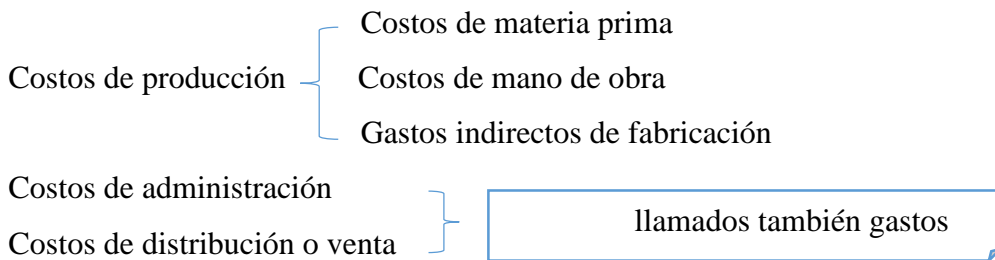 Costos de materia prima
Costos de producción
Costos de mano de obra
Gastos indirectos de fabricación
Costos de administración
llamados también gastos
Costos de distribución o venta